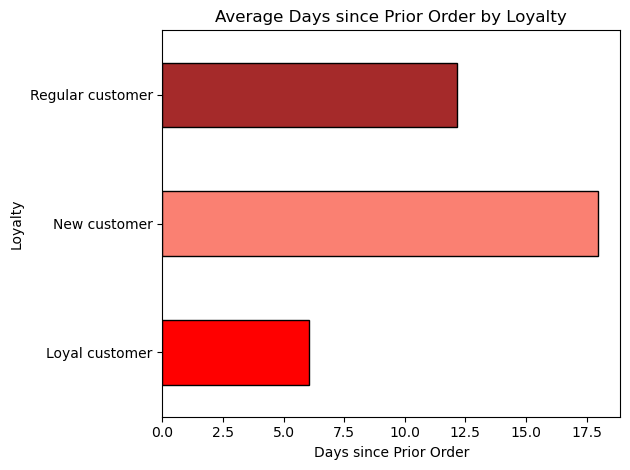 Average Days since Prior Order by Loyalty
Regular customer
New customer
Loyal customer
Loyalty
0.0 2.5 5.0 7.5 10.0 12.5 15.0 17.5
Days since Prior Order